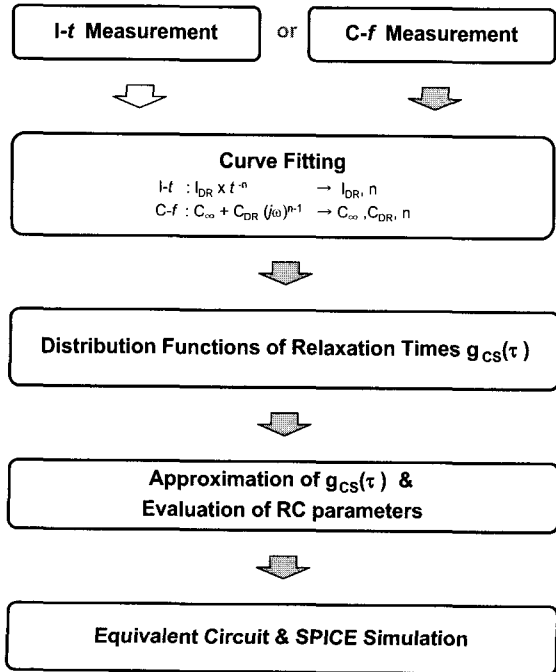 I-t Measurement or C-f Measurement
Curve Fitting
I-t : I_DR x t^-n → I_DR, n
C-f : C_∞ + C_DR (jω)^n-1 → C_∞ ,C_DR, n
Distribution Functions of Relaxation Times g_CS(τ)
Approximation of g_CS(τ) &
Evaluation of RC parameters
Equivalent Circuit & SPICE Simulation